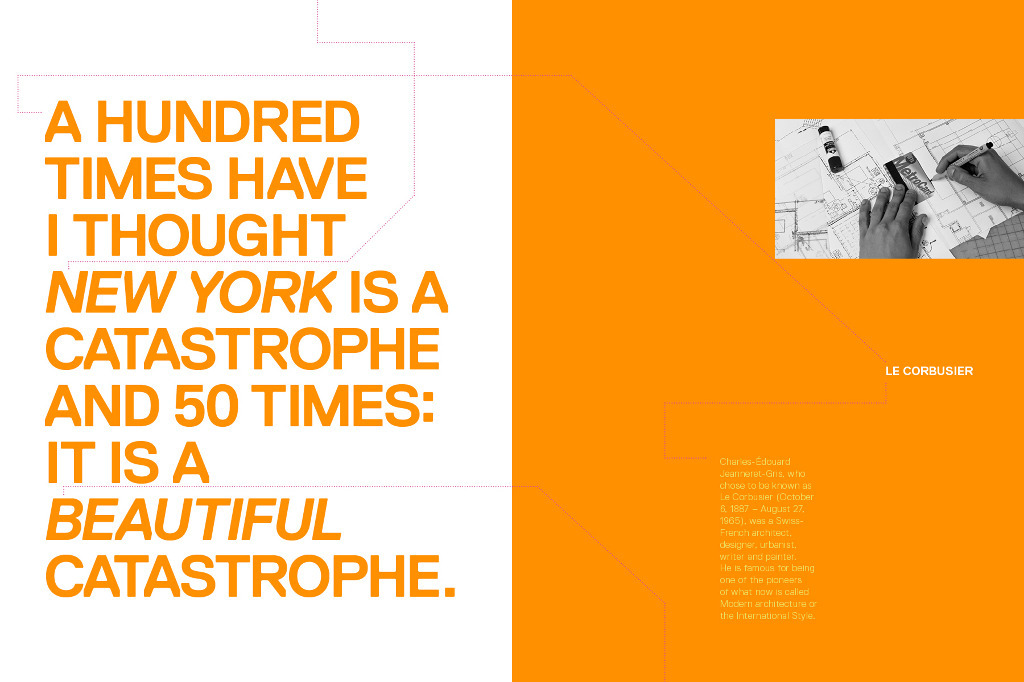 A HUNDRED
TIMES HAVE
I THOUGHT
NEW YORK IS A
CATASTROPHE
AND 50 TIMES:
IT IS A
BEAUTIFUL
CATASTROPHE.
MetroCard
LE CORBUSIER
Charles-Édouard
Jeanneret-Gris, who
chose to be known as
Le Corbusier (October
6, 1887 – August 27,
1965), was a Swiss-
French architect,
designer, urbanist,
writer and painter.
He is famous for being
one of the pioneers
of what now is called
Modern architecture or
the International Style.